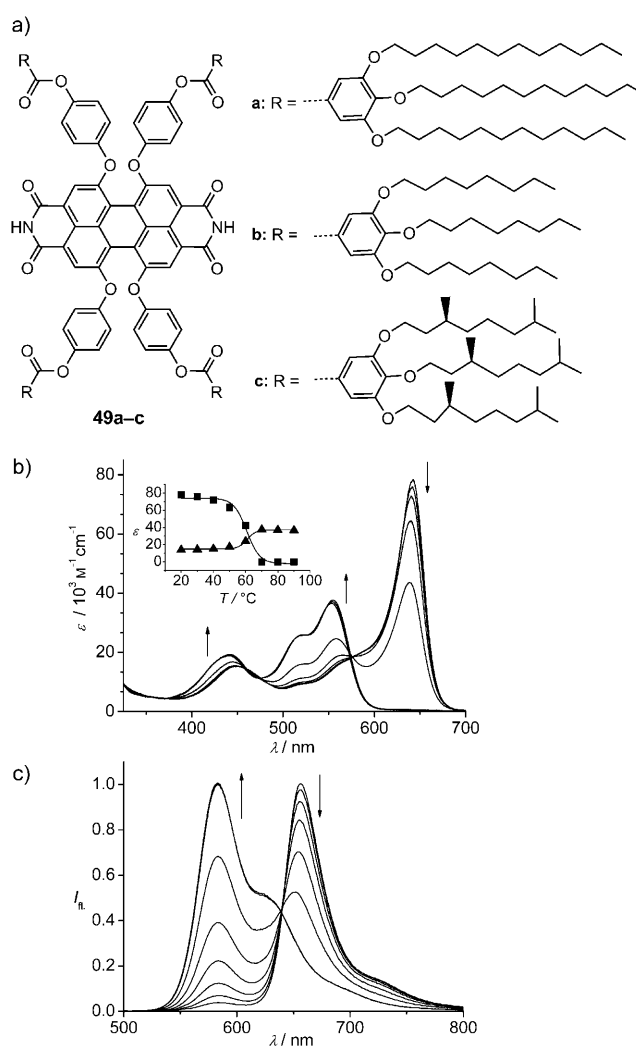 a)
R R
O O O O
O O
O O
HN NH
O O
O O
O O
O O O O
R R
49a–c
a: R =
O
O
O
b: R =
O
O
O
c: R =
O
O
O
b)
ε / 10³ M⁻¹ cm⁻¹
80
60
40
20
0
400 500 600 700
λ / nm
80
60
40
20
0
ε
20 40 60 80 100
T / °C
c)
I fl.
1.0
0.8
0.6
0.4
0.2
0.0
500 600 700 800
λ / nm